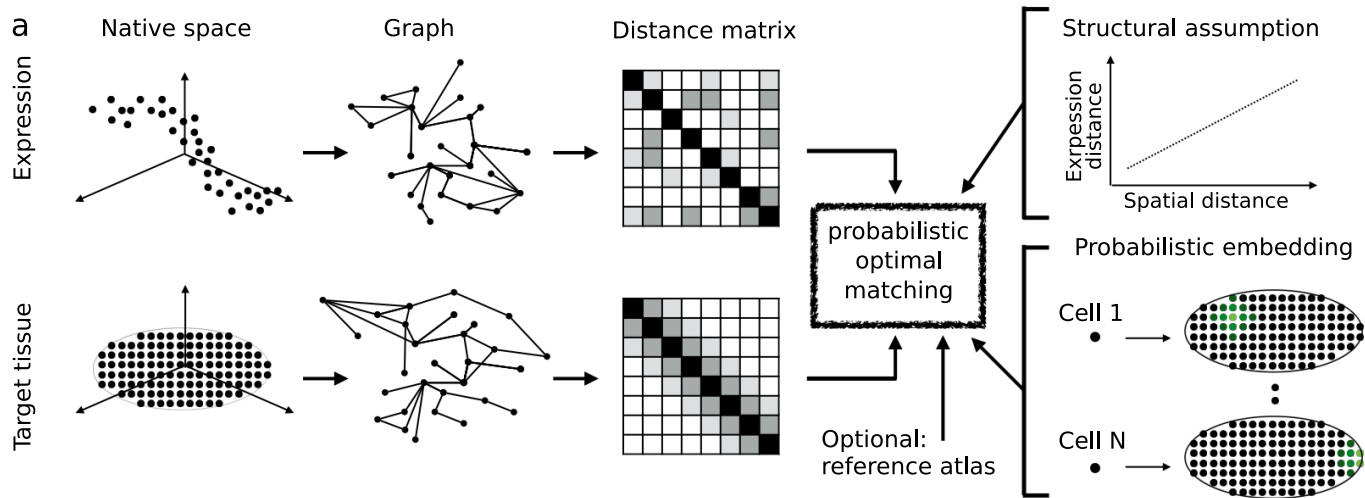 a
Native space
Graph
Distance matrix
Structural assumption
Expression
Exrpession
distance
Spatial distance
probabilistic
optimal
matching
Probabilistic embedding
Target tissue
Cell 1
Cell N
Optional:
reference atlas